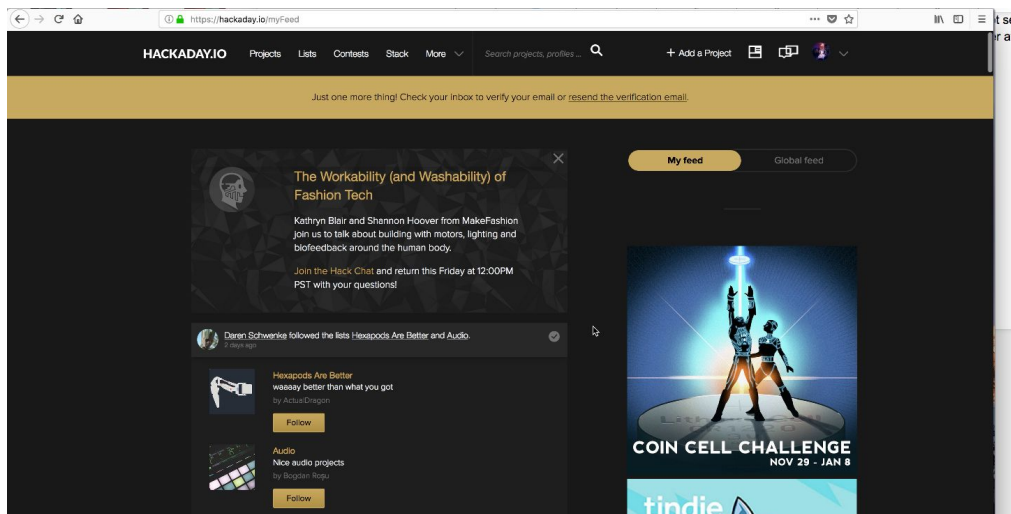 https://hackaday.io/myFeed
HACKADAY.IO Projects Lists Contests Stack More Search projects, profiles ... + Add a Project
Just one more thing! Check your inbox to verify your email or resend the verification email.
The Workability (and Washability) of
Fashion Tech
Kathryn Blair and Shannon Hoover from MakeFashion
join us to talk about building with motors, lighting and
biofeedback around the human body.
Join the Hack Chat and return this Friday at 12:00PM
PST with your questions!
My feed Global feed
Daren Schwenke followed the lists Hexapods Are Better and Audio.
2 days ago
Hexapods Are Better
waaaay better than what you got
by ActualDragon
Follow
Audio
Nice audio projects
by Bogdan Roșu
Follow
COIN CELL CHALLENGE
NOV 29 - JAN 8
tindie